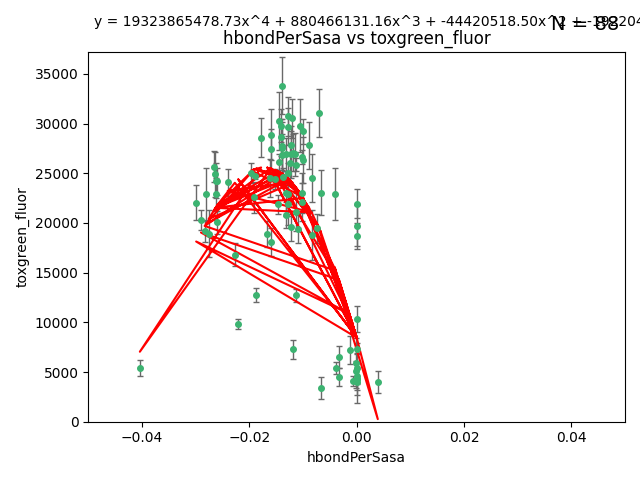 y = 19323865478.73x^4 + 880466131.16x^3 + -44420518.50x^2 +
N = 88
hbondPerSasa vs toxgreen_fluor
toxgreen_fluor
35000
30000
25000
20000
15000
10000
5000
0
−0.04
−0.02
0.00
0.02
0.04
hbondPerSasa